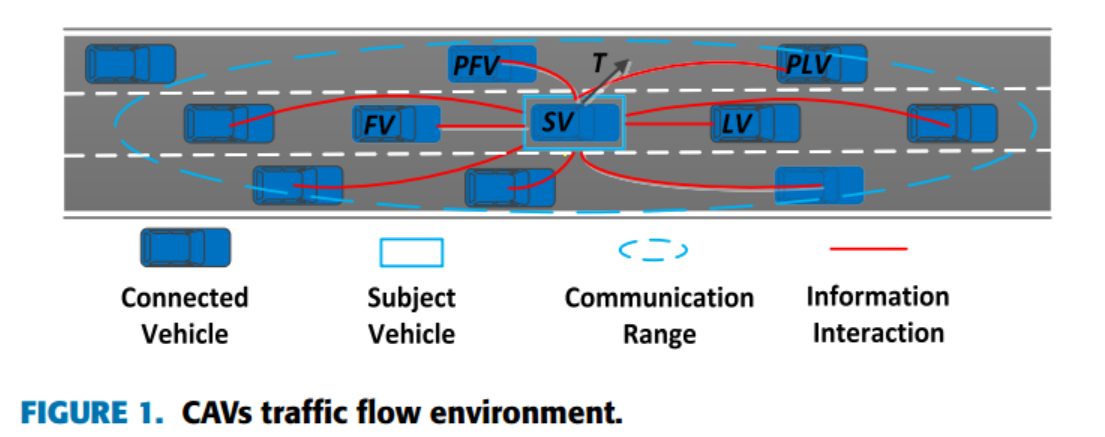 PFV T PLV
FV SV LV
Connected Subject Communication Information
Vehicle Vehicle Range Interaction
FIGURE 1. CAVs traffic flow environment.